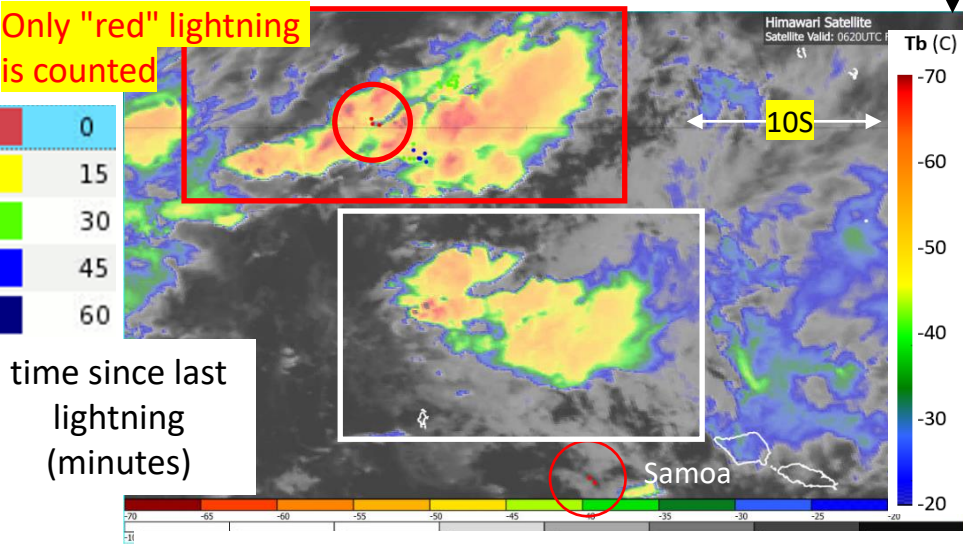 Only "red" lightning
is counted
0
15
30
45
60
time since last
lightning
(minutes)
Himawari Satellite
Satellite Valid: 0620UTC
Tb (C)
-70
-60
-50
-40
-30
-20
10S
Samoa
-70 -65 -60 -55 -50 -45 -40 -35 -30 -25 -20